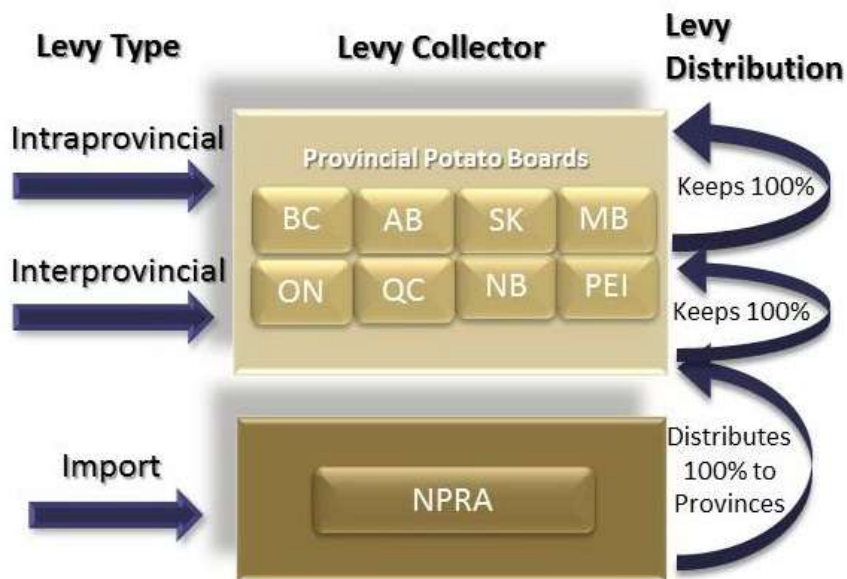 Levy Type
Levy Collector
Levy
Distribution
Intraprovincial
Provincial Potato Boards
Keeps 100%
BC AB SK MB
Interprovincial
ON QC NB PEI
Keeps 100%
Import
NPRA
Distributes
100% to
Provinces